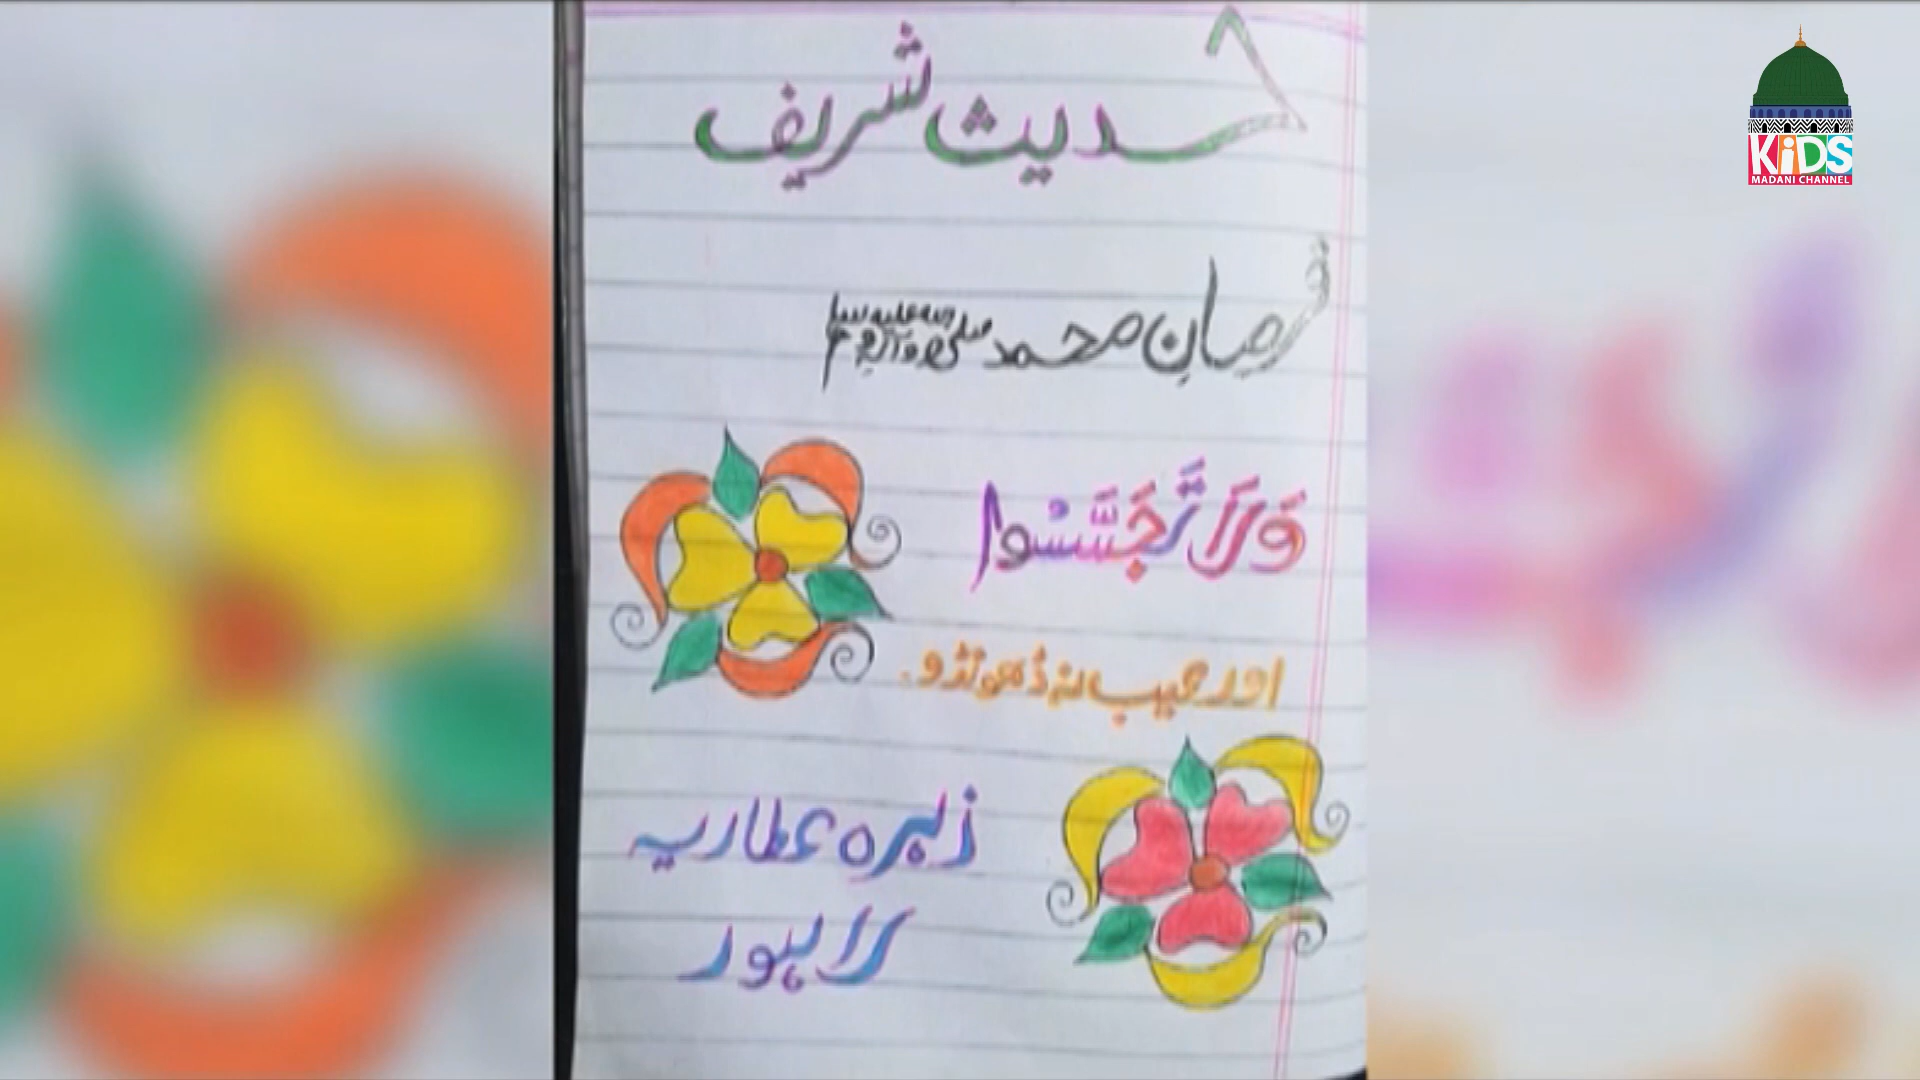 حدیث شریف
فرمانِ محمد صلی اللہ علیہ وآلہ وسلم
وَلَا تَجَسَّسُوا
اور عیب نہ ڈھونڈو۔
زہرہ عطاریہ
لاہور
KiDS
MADANI CHANNEL